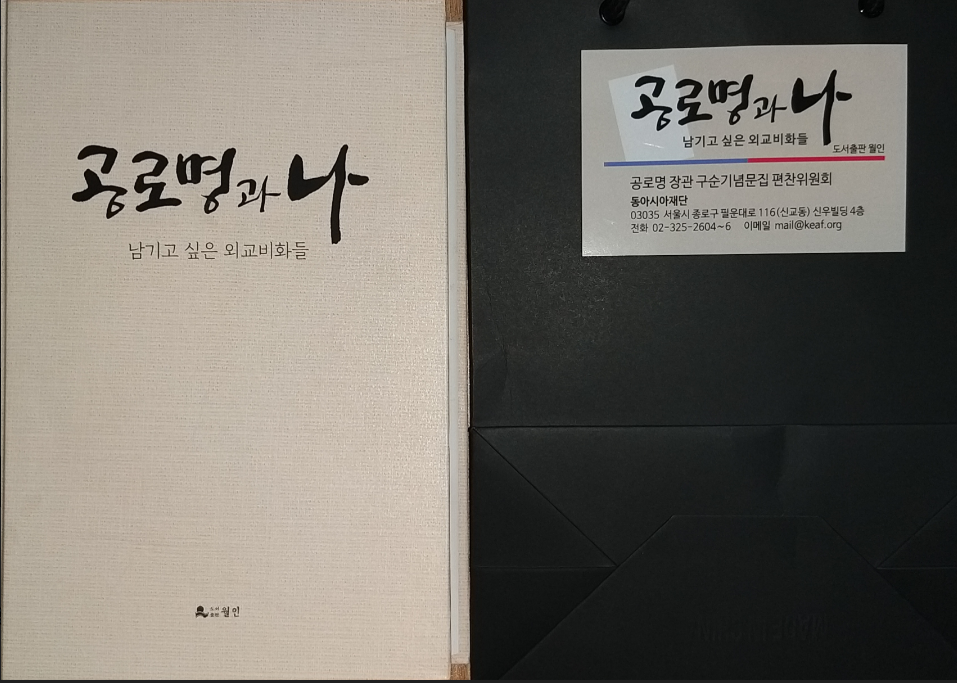 공로명과 나
남기고 싶은 외교비화들
도서출판 월인
공로명과 나
남기고 싶은 외교비화들
도서출판 월인
공로명 장관 구순기념문집 편찬위원회
동아시아재단
03035 서울시 종로구 필운대로 116(신교동) 신우빌딩 4층
전화 02-325-2604~6 이메일 mail@keaf.org